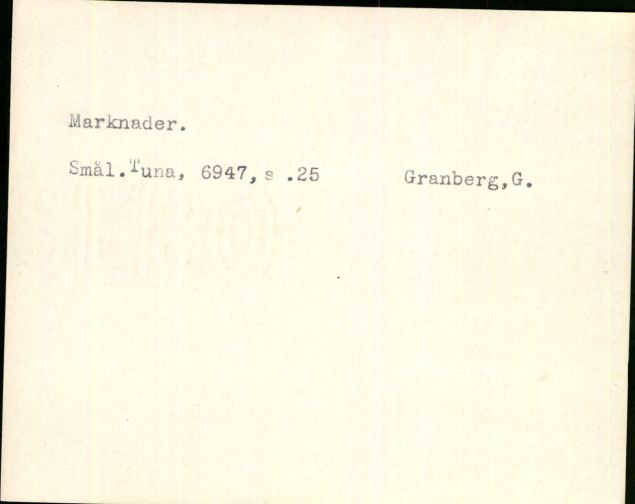 Marknader.
Smål.Tuna, 6947,s .25 Granberg,G.